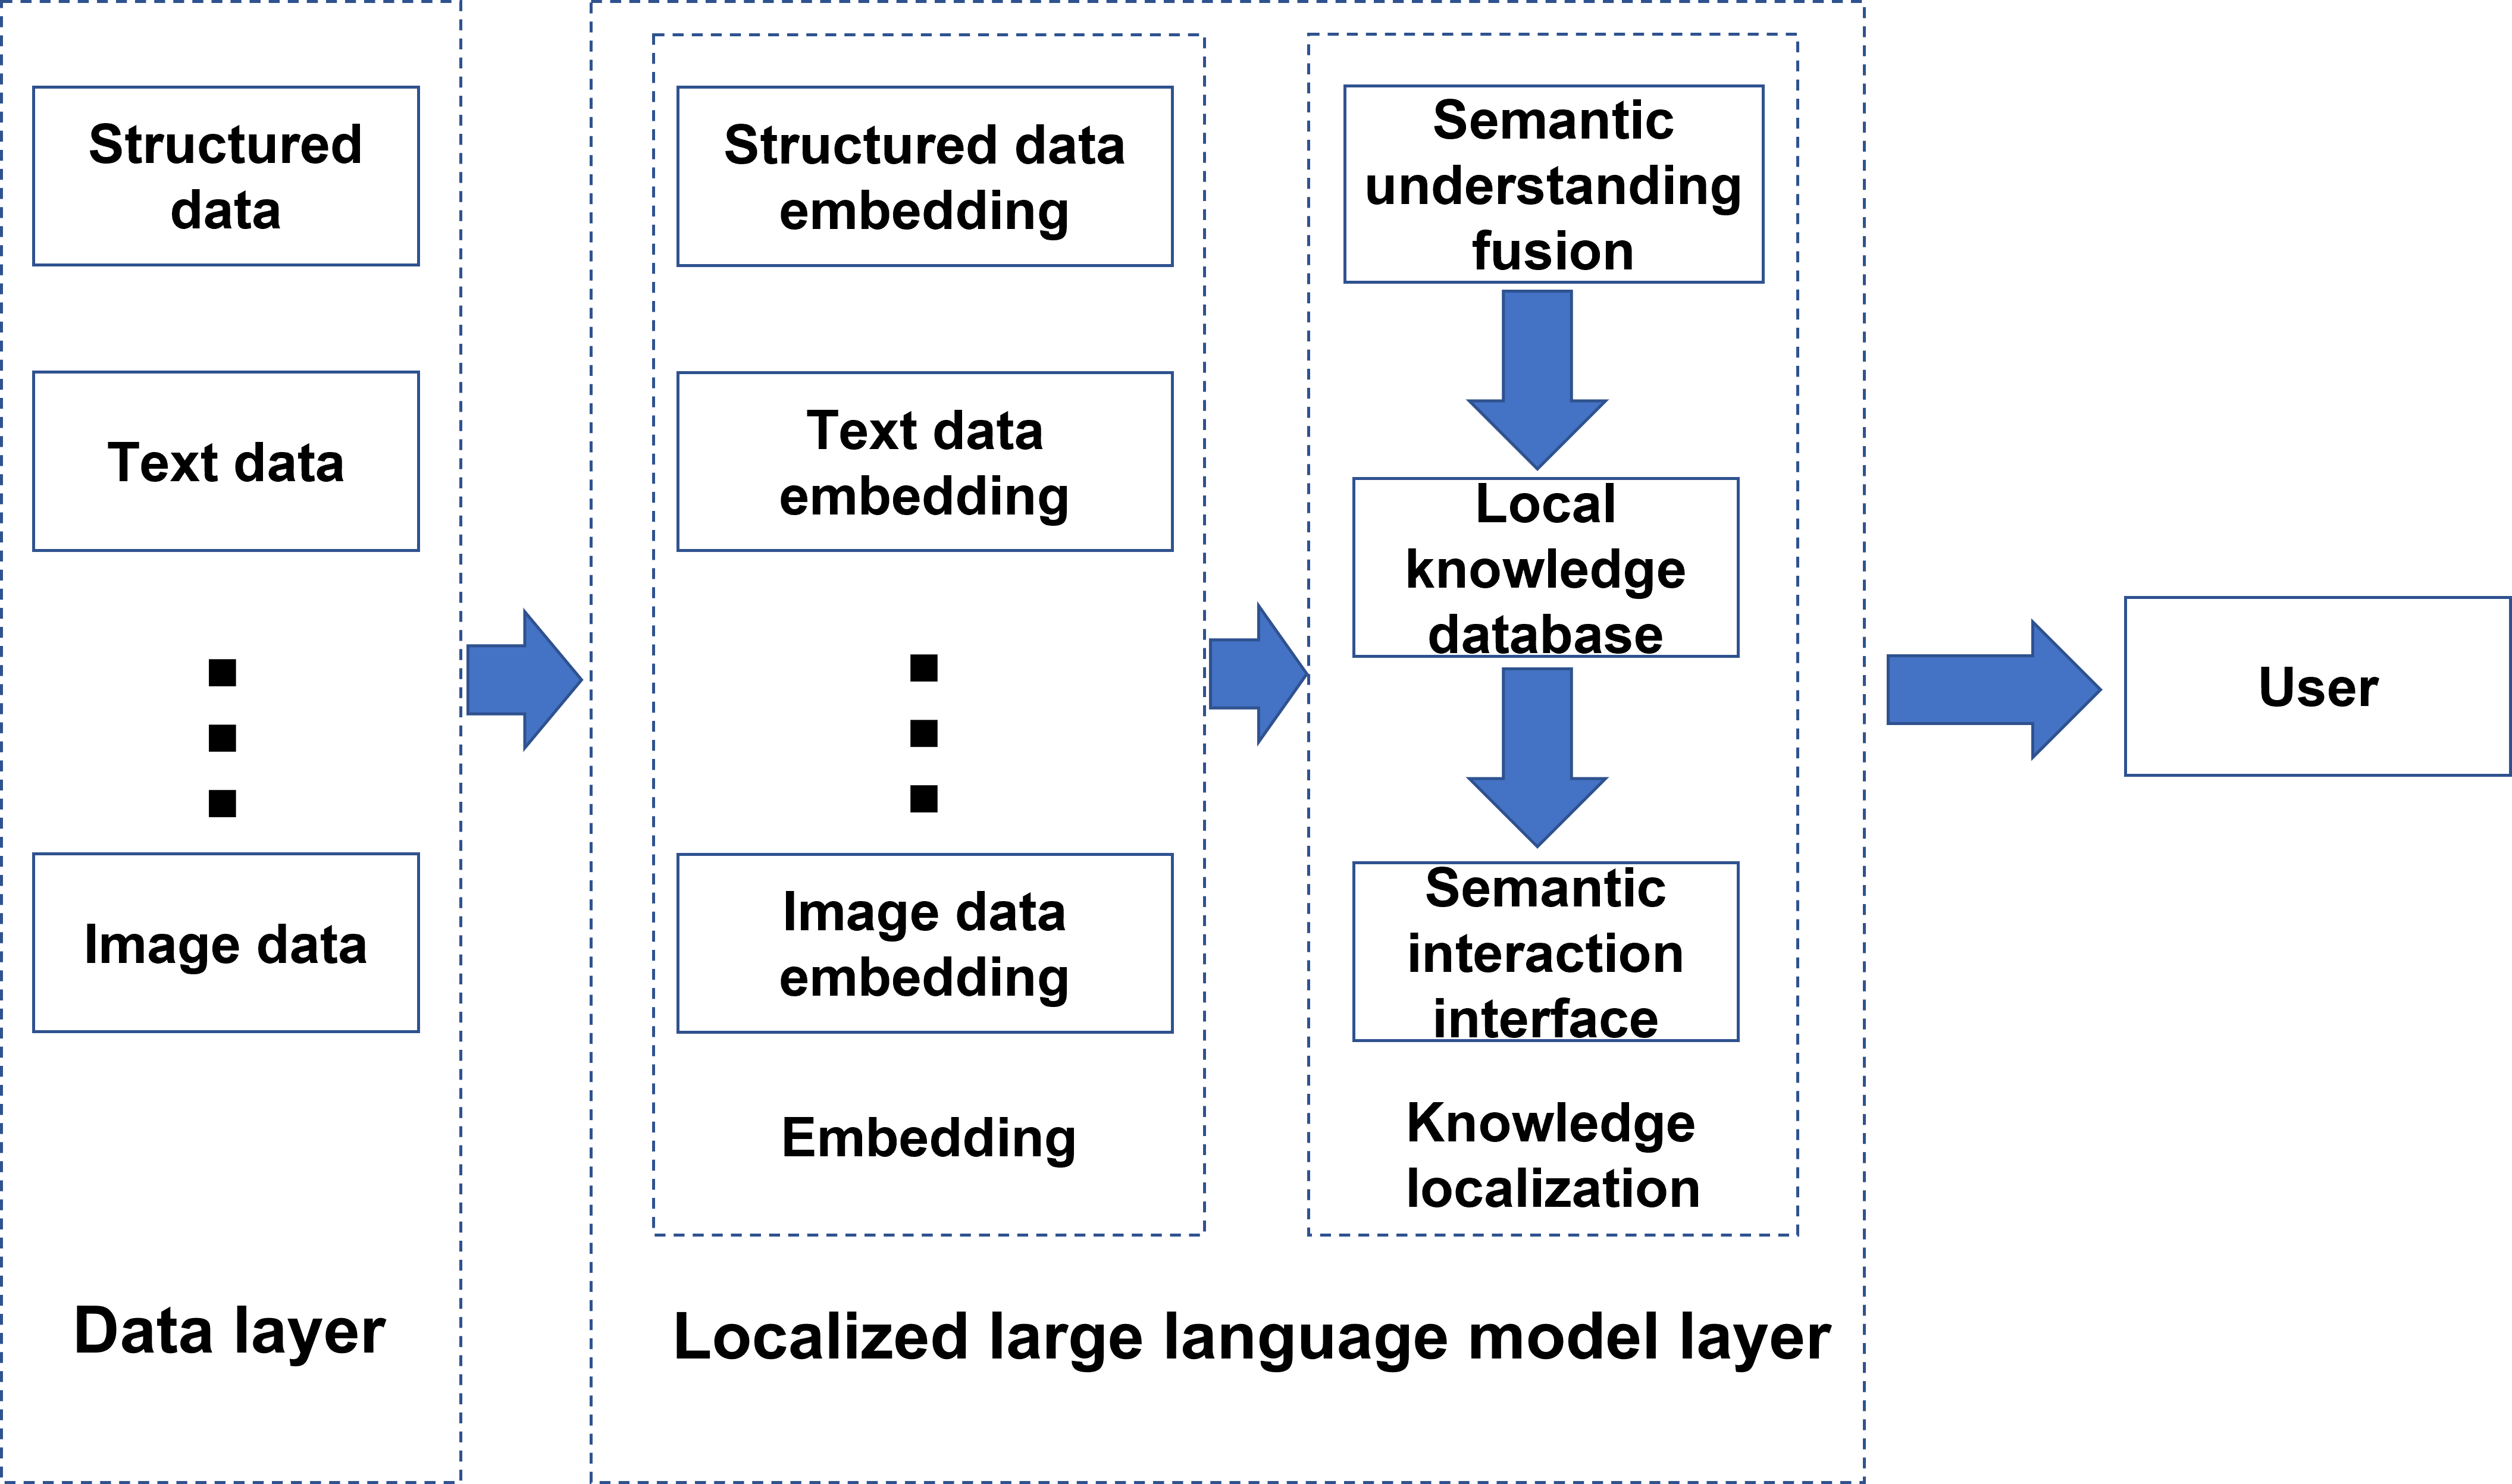 Structured
data
Text data
Image data
Data layer
Structured data
embedding
Text data
embedding
Image data
embedding
Embedding
Semantic
understanding
fusion
Local
knowledge
database
Semantic
interaction
interface
Knowledge
localization
Localized large language model layer
User